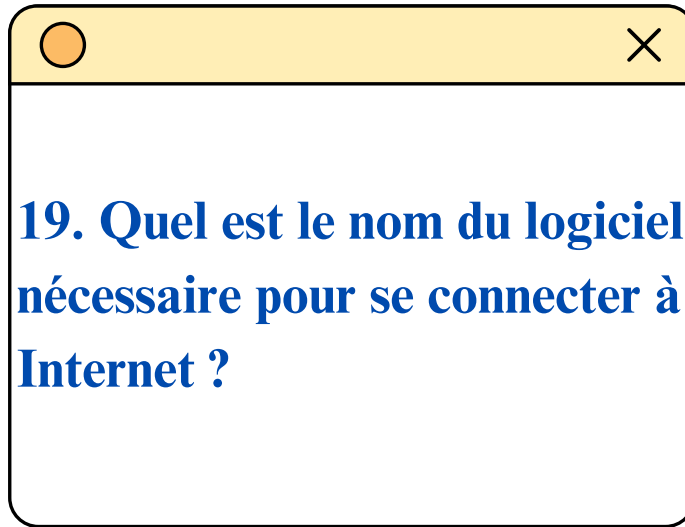 19. Quel est le nom du logiciel
nécessaire pour se connecter à
Internet ?